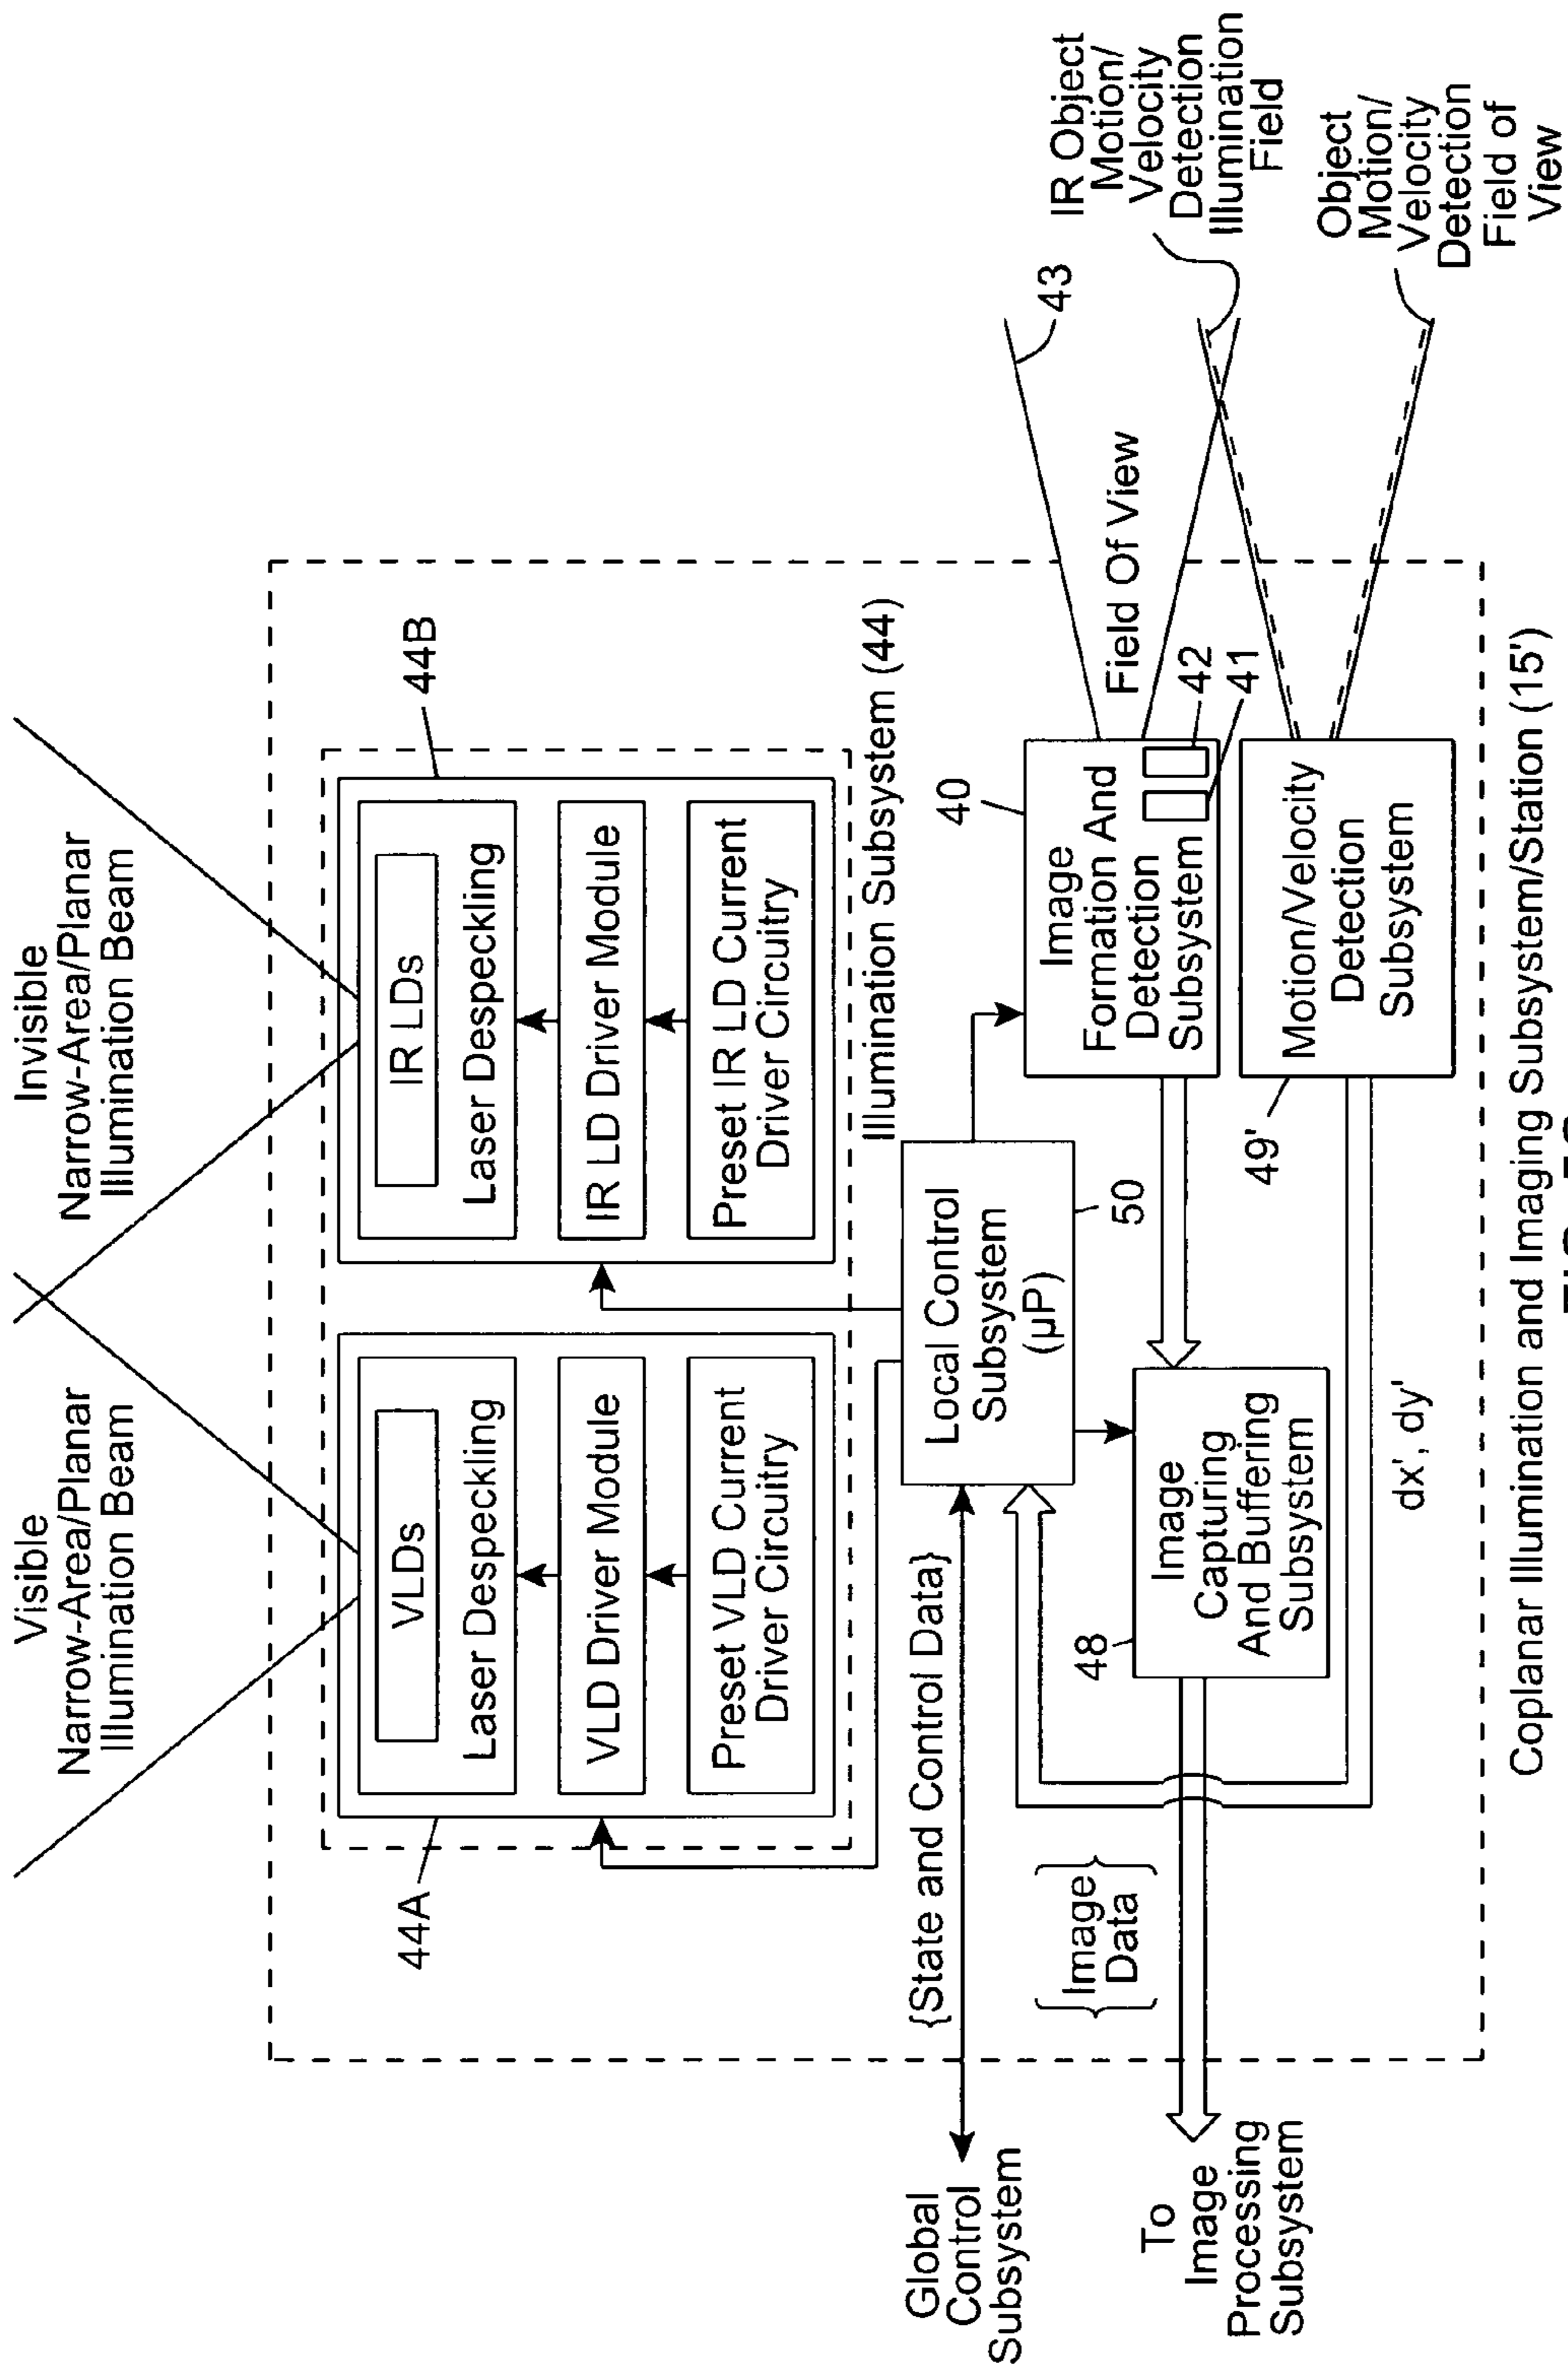 Visible
Narrow-Area/Planar
Illumination Beam
Invisible
Narrow-Area/Planar
Illumination Beam
44A
VLDs
Laser Despeckling
VLD Driver Module
Preset VLD Current
Driver Circuitry
44B
IR LDs
Laser Despeckling
IR LD Driver Module
Preset IR LD Current
Driver Circuitry
Illumination Subsystem (44)
Global
Control
Subsystem
{State and Control Data}
Local Control
Subsystem
(µP)
50
40
Image
Formation And
Detection
Subsystem
42
41
Field Of View
43
IR Object
Motion/
Velocity
Detection
Illumination
Field
Object
Motion/
Velocity
Detection
Field of
View
To
Image
Processing
Subsystem
{Image
Data}
48
Image
Capturing
And Buffering
Subsystem
49'
Motion/Velocity
Detection
Subsystem
dx', dy'
Coplanar Illumination and Imaging Subsystem/Station (15')